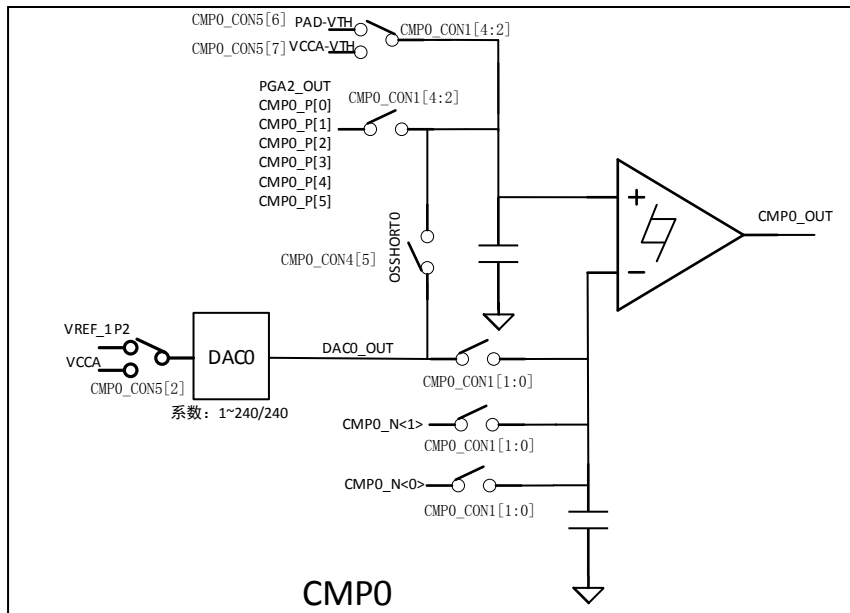 CMP0_CON5[6] PAD-VTH
CMP0_CON1[4:2]
CMP0_CON5[7] VCCA-VTH
PGA2_OUT
CMP0_P[0]
CMP0_CON1[4:2]
CMP0_P[1]
CMP0_P[2]
CMP0_P[3]
CMP0_P[4]
CMP0_P[5]
+
CMP0_OUT
OSSHORT0
CMP0_CON4[5]
−
VREF_1P2
VCCA
DAC0
DAC0_OUT
CMP0_CON1[1:0]
CMP0_CON5[2]
系数：1~240/240
CMP0_N<1>
CMP0_CON1[1:0]
CMP0_N<0>
CMP0_CON1[1:0]
CMP0